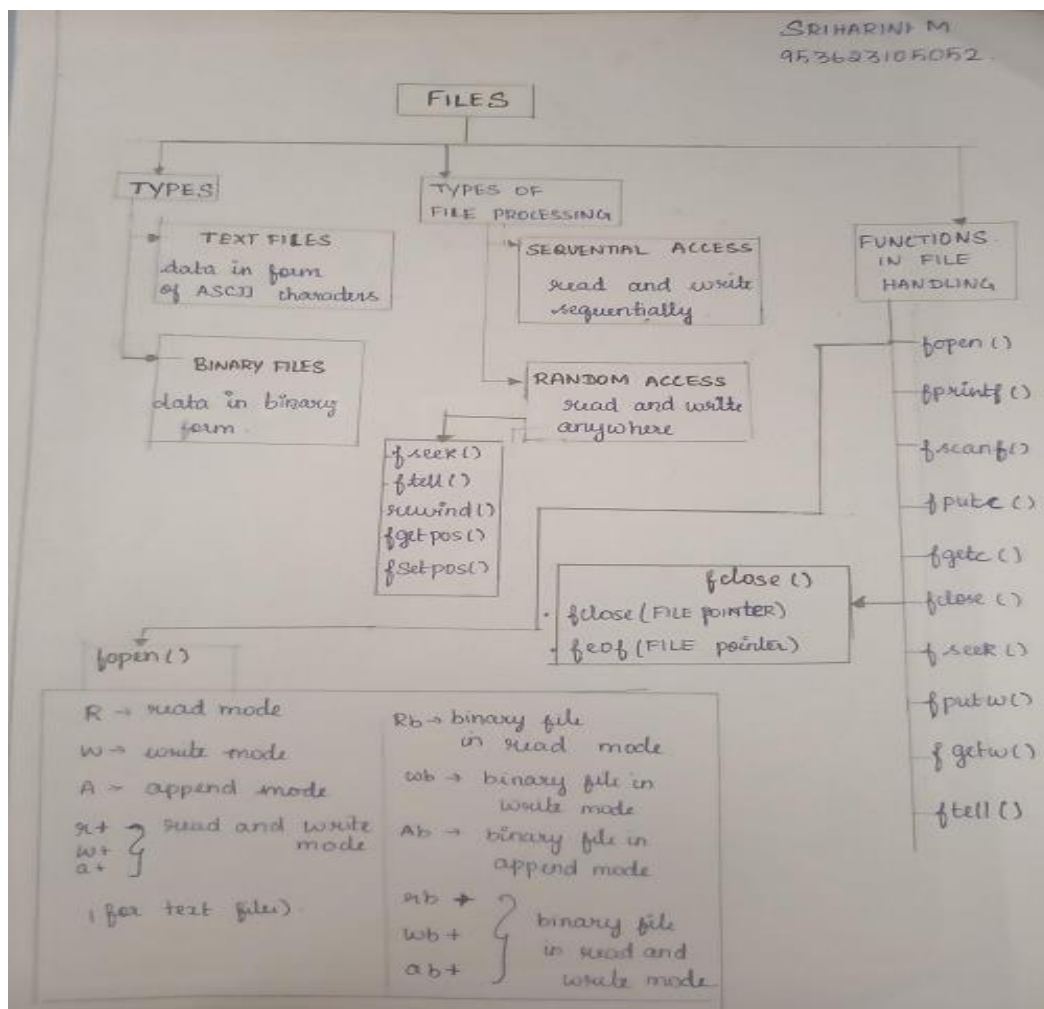 SRIHARINI M
953623105052.
FILES
TYPES
TEXT FILES
data in form
of ASCII characters
BINARY FILES
data in binary
form.
TYPES OF
FILE PROCESSING
SEQUENTIAL ACCESS
read and write
sequentially
RANDOM ACCESS
read and write
anywhere
fseek()
ftell()
rewind()
fgetpos()
fsetpos()
FUNCTIONS
IN FILE
HANDLING
fopen()
fprintf()
fscanf()
fputc()
fgetc()
fclose()
fseek()
fputw()
fgetw()
ftell()
fclose()
• fclose(FILE POINTER)
• feof(FILE pointer)
fopen()
R → read mode
W → write mode
A - append mode
r+ } read and write
w+ mode
a+
(for text files).
Rb → binary file
in read mode
wb → binary file in
write mode
Ab → binary file in
append mode
rb +
wb + } binary file
ab + in read and
write mode